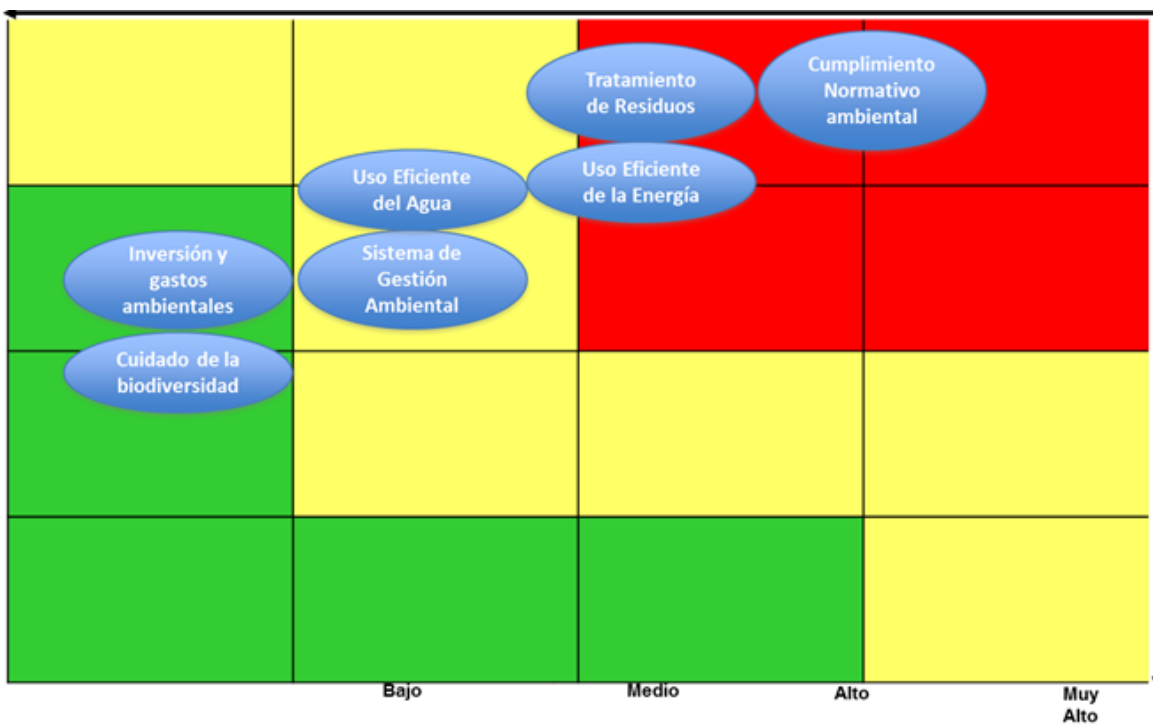 Tratamiento
de Residuos
Cumplimiento
Normativo
ambiental
Uso Eficiente
del Agua
Uso Eficiente
de la Energía
Inversión y
gastos
ambientales
Sistema de
Gestión
Ambiental
Cuidado de la
biodiversidad
Bajo
Medio
Alto
Muy
Alto